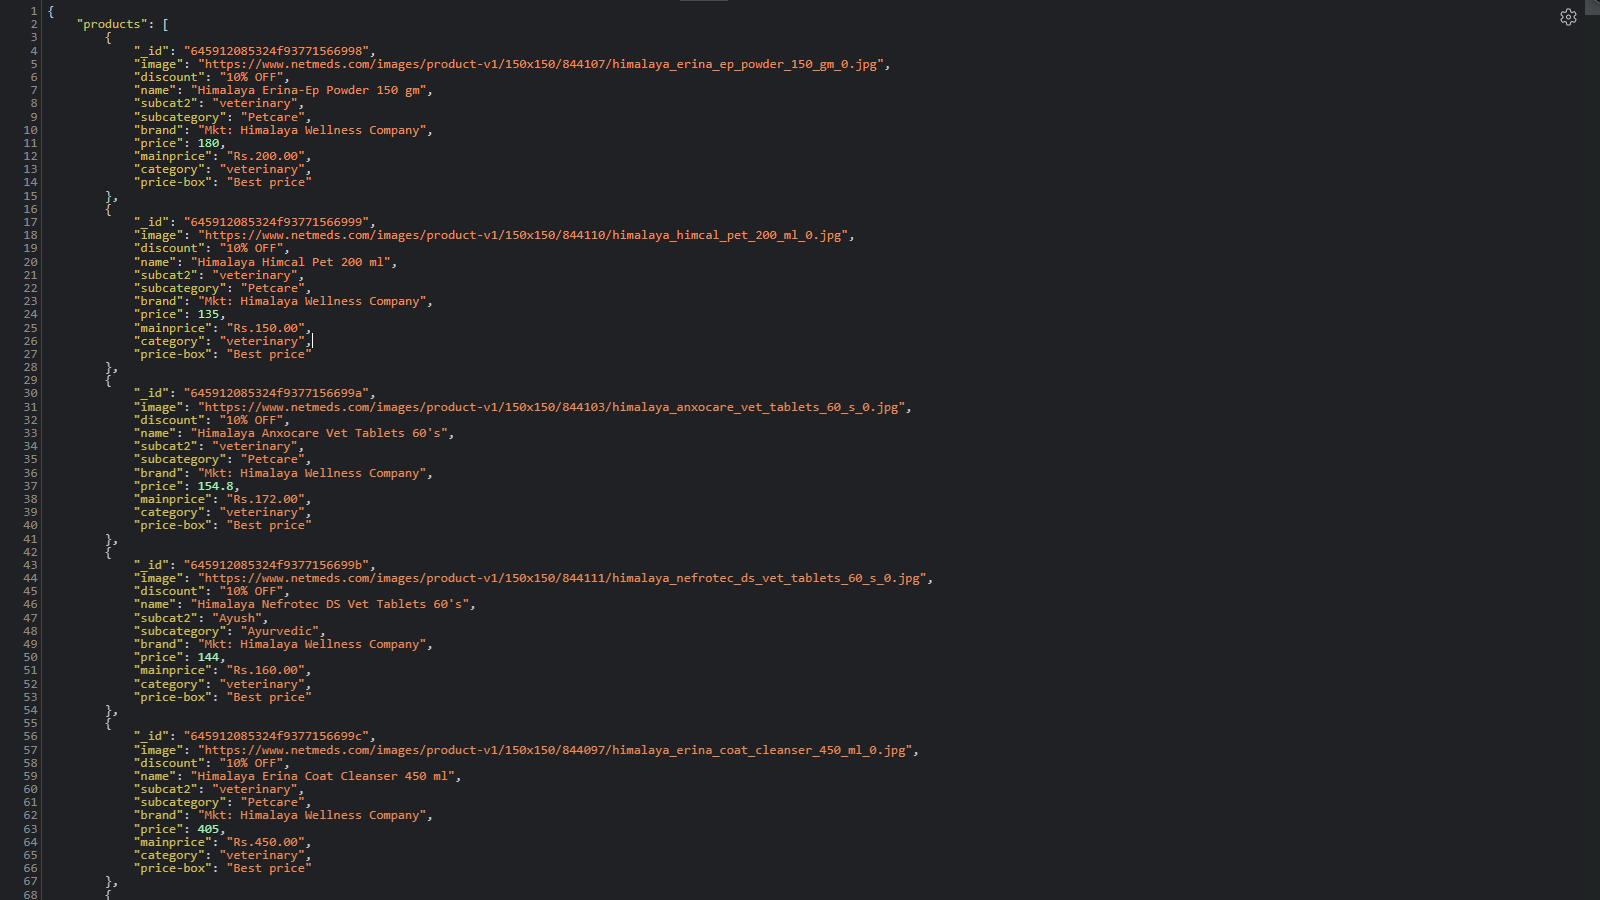 1 {
2     "products": [
3         {
4             "_id": "645912085324f93771566998",
5             "image": "https://www.netmeds.com/images/product-v1/150x150/844107/himalaya_erina_ep_powder_150_gm_0.jpg",
6             "discount": "10% OFF",
7             "name": "Himalaya Erina-Ep Powder 150 gm",
8             "subcat2": "veterinary",
9             "subcategory": "Petcare",
10             "brand": "Mkt: Himalaya Wellness Company",
11             "price": 180,
12             "mainprice": "Rs.200.00",
13             "category": "veterinary",
14             "price-box": "Best price"
15         },
16         {
17             "_id": "645912085324f93771566999",
18             "image": "https://www.netmeds.com/images/product-v1/150x150/844110/himalaya_himcal_pet_200_ml_0.jpg",
19             "discount": "10% OFF",
20             "name": "Himalaya Himcal Pet 200 ml",
21             "subcat2": "veterinary",
22             "subcategory": "Petcare",
23             "brand": "Mkt: Himalaya Wellness Company",
24             "price": 135,
25             "mainprice": "Rs.150.00",
26             "category": "veterinary",
27             "price-box": "Best price"
28         },
29         {
30             "_id": "645912085324f9377156699a",
31             "image": "https://www.netmeds.com/images/product-v1/150x150/844103/himalaya_anxocare_vet_tablets_60_s_0.jpg",
32             "discount": "10% OFF",
33             "name": "Himalaya Anxocare Vet Tablets 60's",
34             "subcat2": "veterinary",
35             "subcategory": "Petcare",
36             "brand": "Mkt: Himalaya Wellness Company",
37             "price": 154.8,
38             "mainprice": "Rs.172.00",
39             "category": "veterinary",
40             "price-box": "Best price"
41         },
42         {
43             "_id": "645912085324f9377156699b",
44             "image": "https://www.netmeds.com/images/product-v1/150x150/844111/himalaya_nefrotec_ds_vet_tablets_60_s_0.jpg",
45             "discount": "10% OFF",
46             "name": "Himalaya Nefrotec DS Vet Tablets 60's",
47             "subcat2": "Ayush",
48             "subcategory": "Ayurvedic",
49             "brand": "Mkt: Himalaya Wellness Company",
50             "price": 144,
51             "mainprice": "Rs.160.00",
52             "category": "veterinary",
53             "price-box": "Best price"
54         },
55         {
56             "_id": "645912085324f9377156699c",
57             "image": "https://www.netmeds.com/images/product-v1/150x150/844097/himalaya_erina_coat_cleanser_450_ml_0.jpg",
58             "discount": "10% OFF",
59             "name": "Himalaya Erina Coat Cleanser 450 ml",
60             "subcat2": "veterinary",
61             "subcategory": "Petcare",
62             "brand": "Mkt: Himalaya Wellness Company",
63             "price": 405,
64             "mainprice": "Rs.450.00",
65             "category": "veterinary",
66             "price-box": "Best price"
67         },
68         {